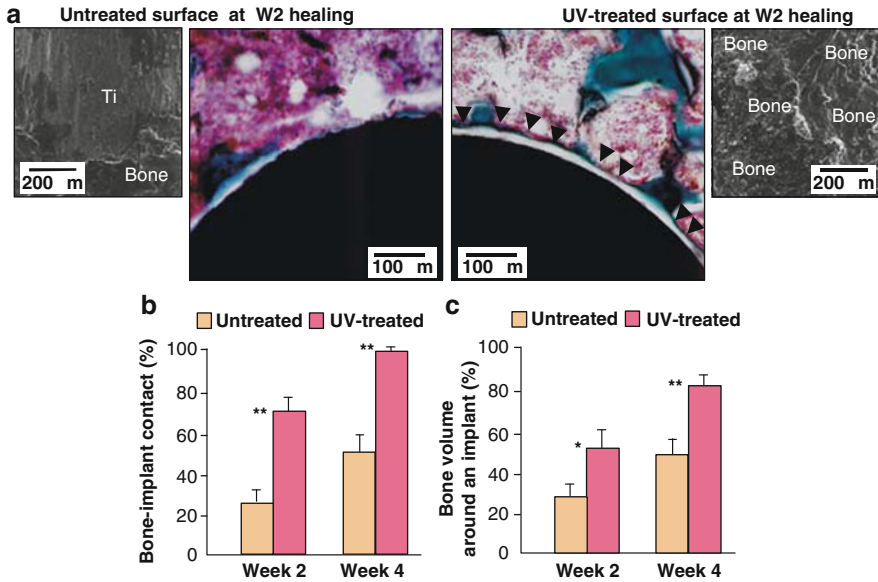 a
Untreated surface at W2 healing
UV-treated surface at W2 healing
Ti
Bone
200 m
100 m
100 m
Bone
Bone
Bone
Bone
Bone
200 m
b
Untreated UV-treated
Bone-implant contact (%)
100
80
60
40
20
0
**
**
Week 2 Week 4
c
Untreated UV-treated
Bone volume
around an implant (%)
100
80
60
40
20
0
*
**
Week 2 Week 4